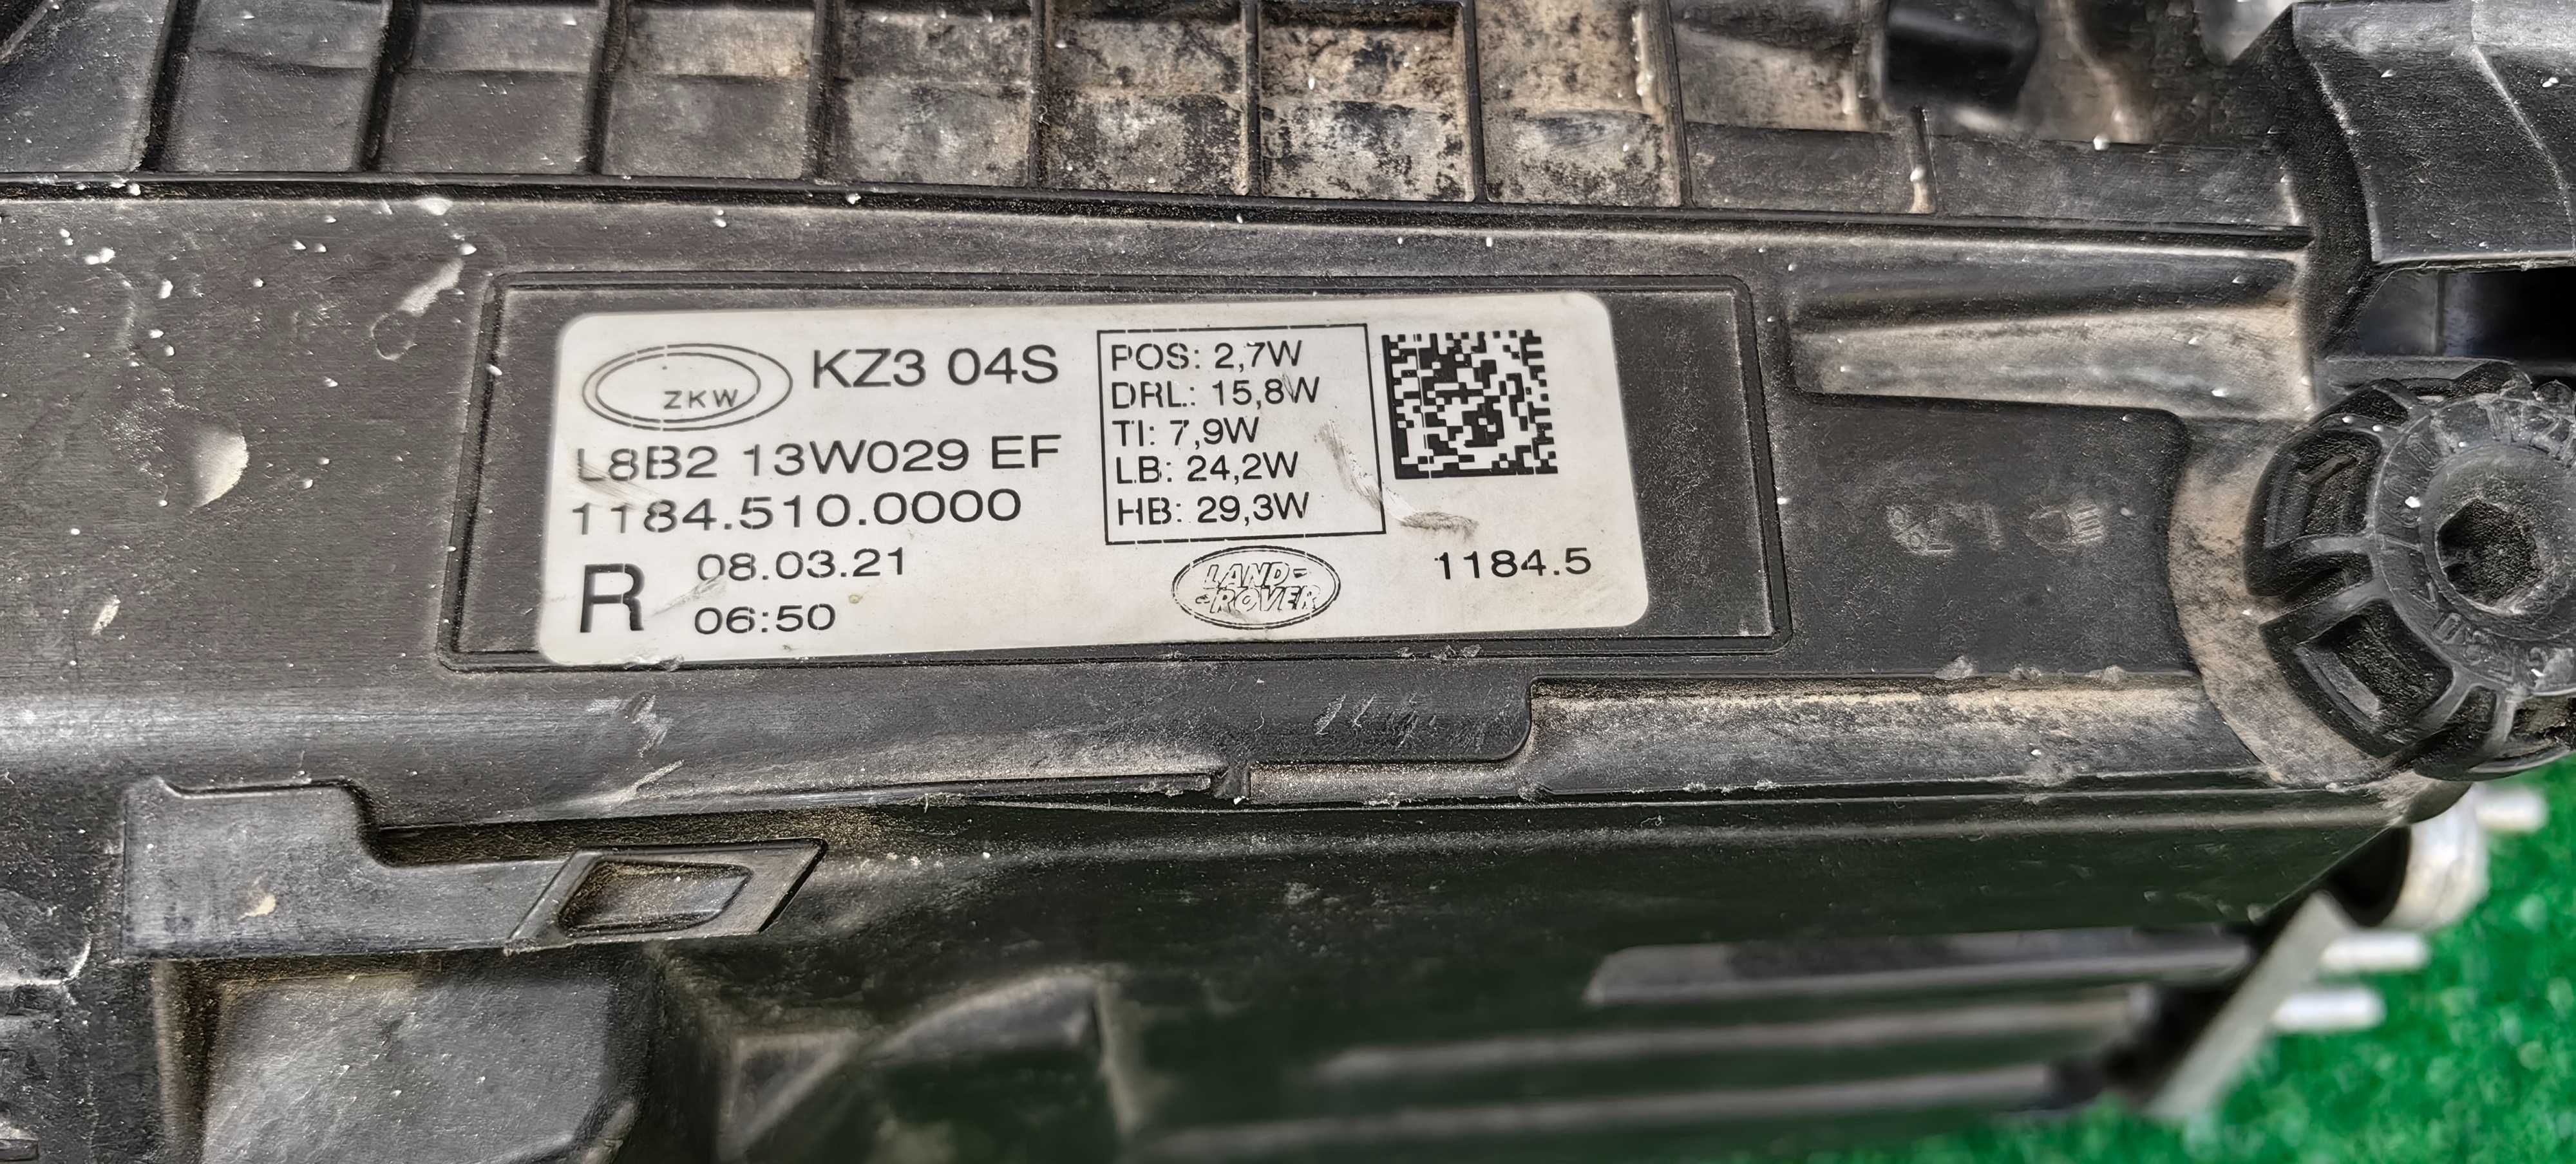 ZKW
KZ3 04S
L8B2 13W029 EF
1184.510.0000
R
08.03.21
06:50
POS: 2,7W
DRL: 15,8W
TI: 7,9W
LB: 24,2W
HB: 29,3W
LAND-
ROVER
1184.5